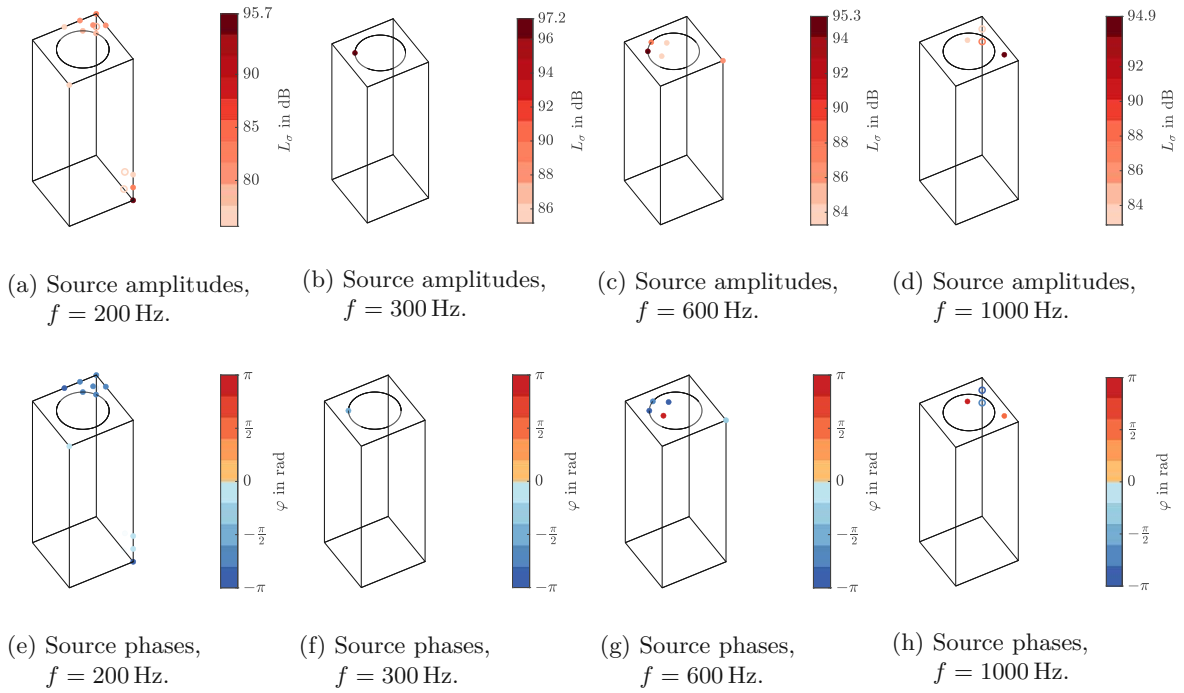 95.7
90
85
80
L_σ in dB
97.2
96
94
92
90
88
86
L_σ in dB
95.3
94
92
90
88
86
84
L_σ in dB
94.9
94
92
90
88
86
84
L_σ in dB
(a) Source amplitudes,
f = 200 Hz.
(b) Source amplitudes,
f = 300 Hz.
(c) Source amplitudes,
f = 600 Hz.
(d) Source amplitudes,
f = 1000 Hz.
π
π/2
0
−π/2
−π
φ in rad
π
π/2
0
−π/2
−π
φ in rad
π
π/2
0
−π/2
−π
φ in rad
π
π/2
0
−π/2
−π
φ in rad
(e) Source phases,
f = 200 Hz.
(f) Source phases,
f = 300 Hz.
(g) Source phases,
f = 600 Hz.
(h) Source phases,
f = 1000 Hz.